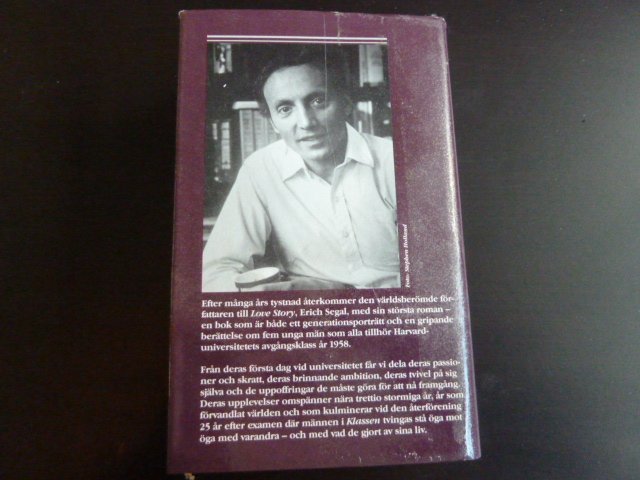 Foto: Stephen Holland
Efter många års tystnad återkommer den världsberömde för-
fattaren till Love Story, Erich Segal, med sin största roman –
en bok som är både ett generationsporträtt och en gripande
berättelse om fem unga män som alla tillhör Harvard-
universitetets avgångsklass år 1958.
Från deras första dag vid universitetet får vi dela deras passio-
ner och skratt, deras brinnande ambition, deras tvivel på sig
själva och de uppoffringar de måste göra för att nå framgång.
Deras upplevelser omspänner nära trettio stormiga år, år som
förvandlat världen och som kulminerar vid den återförening
25 år efter examen där männen i Klassen tvingas stå öga mot
öga med varandra – och med vad de gjort av sina liv.